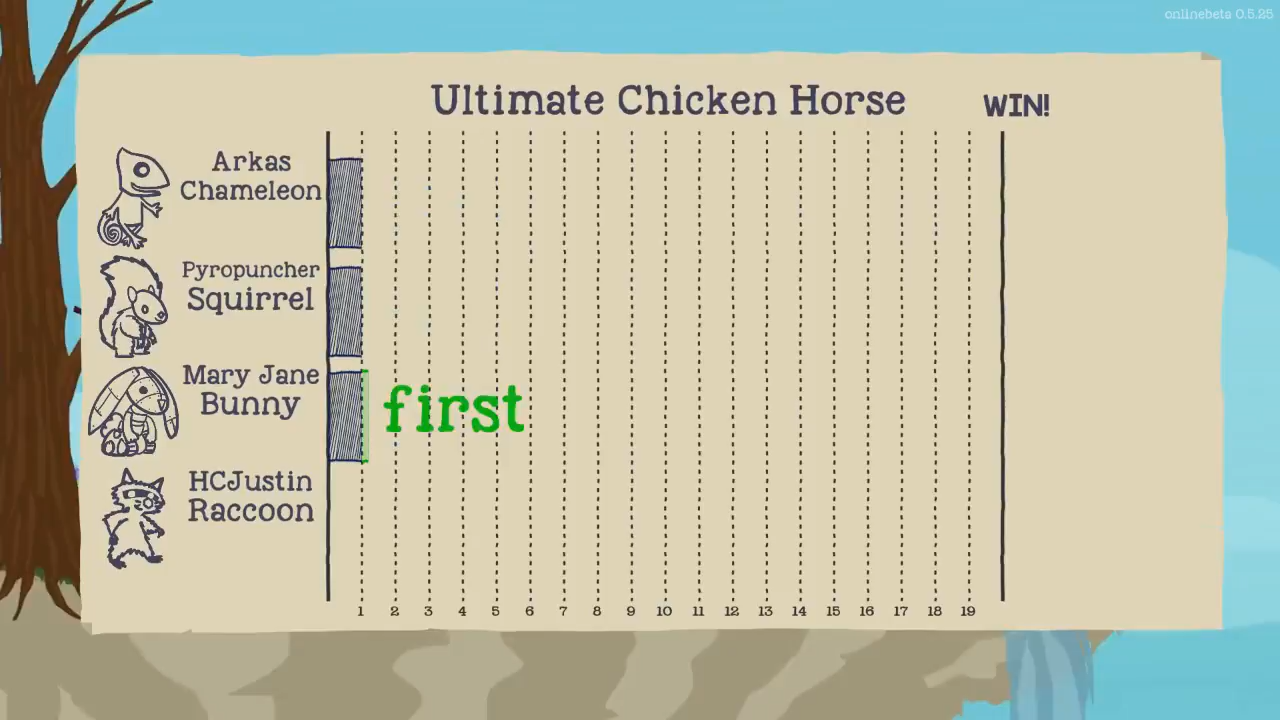 onlinebeta 0.5.25
Ultimate Chicken Horse
WIN!
Arkas
Chameleon
Pyropuncher
Squirrel
Mary Jane
Bunny
first
HCJustin
Raccoon
1 2 3 4 5 6 7 8 9 10 11 12 13 14 15 16 17 18 19